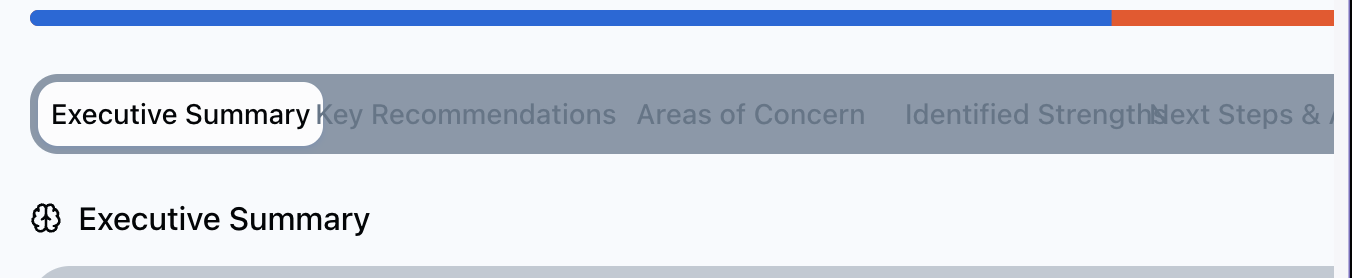 Executive Summary Key Recommendations Areas of Concern Identified Strengths Next Steps &
Executive Summary